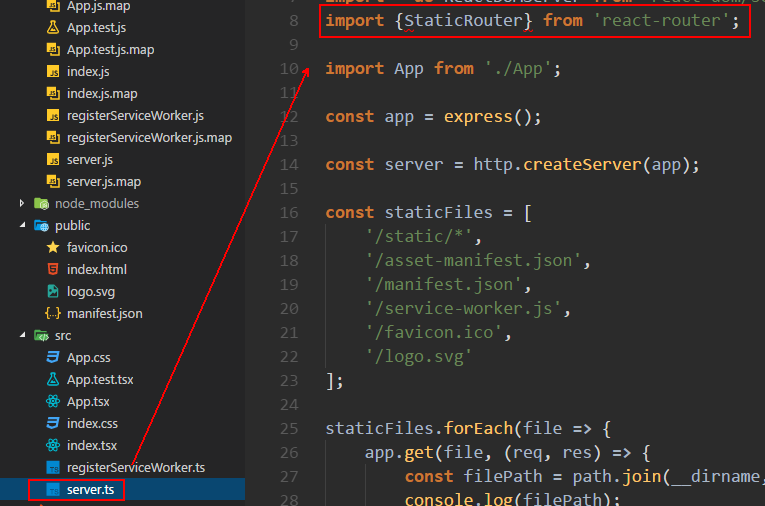 App.js.map
App.test.js
App.test.js.map
index.js
index.js.map
registerServiceWorker.js
registerServiceWorker.js.map
server.js
server.js.map
node_modules
public
favicon.ico
index.html
logo.svg
manifest.json
src
App.css
App.test.tsx
App.tsx
index.css
index.tsx
registerServiceWorker.ts
server.ts
8 import {StaticRouter} from 'react-router';
9
10 import App from './App';
11
12 const app = express();
13
14 const server = http.createServer(app);
15
16 const staticFiles = [
17 '/static/*',
18 '/asset-manifest.json',
19 '/manifest.json',
20 '/service-worker.js',
21 '/favicon.ico',
22 '/logo.svg'
23 ];
24
25 staticFiles.forEach(file => {
26 app.get(file, (req, res) => {
27 const filePath = path.join(__dirname,
28 console.log(filePath);